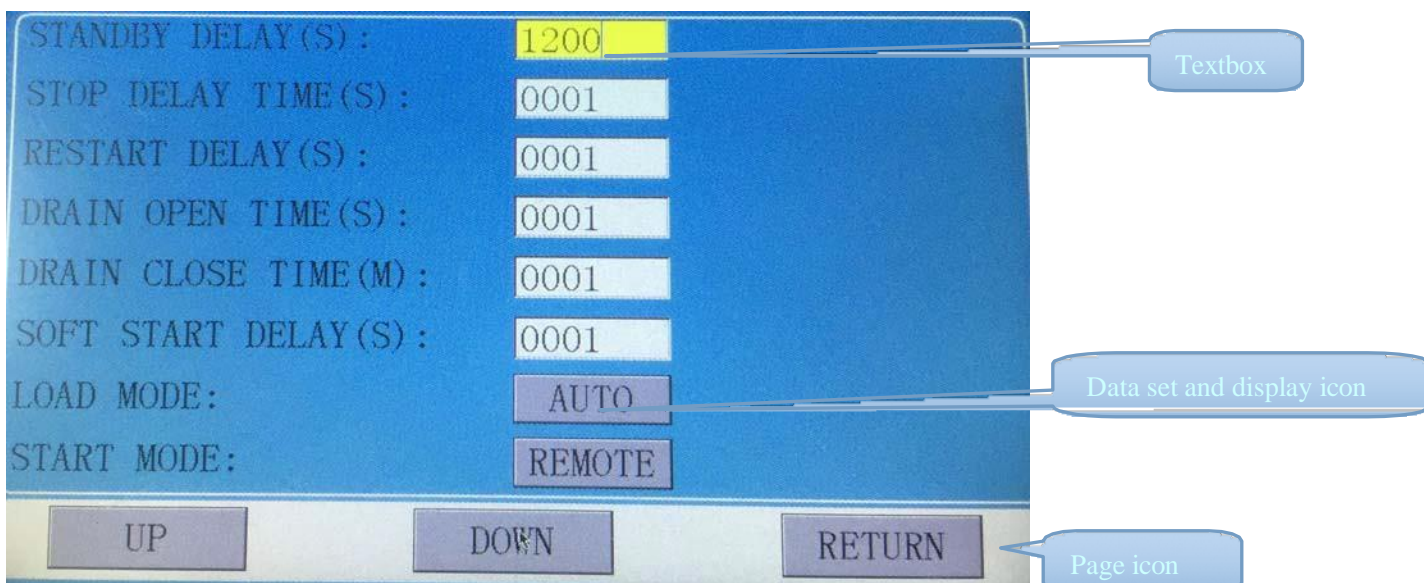 STANDBY DELAY(S): 1200
Textbox
STOP DELAY TIME(S): 0001
RESTART DELAY(S): 0001
DRAIN OPEN TIME(S): 0001
DRAIN CLOSE TIME(M): 0001
SOFT START DELAY(S): 0001
LOAD MODE: AUTO
Data set and display icon
START MODE: REMOTE
UP DOWN RETURN
Page icon